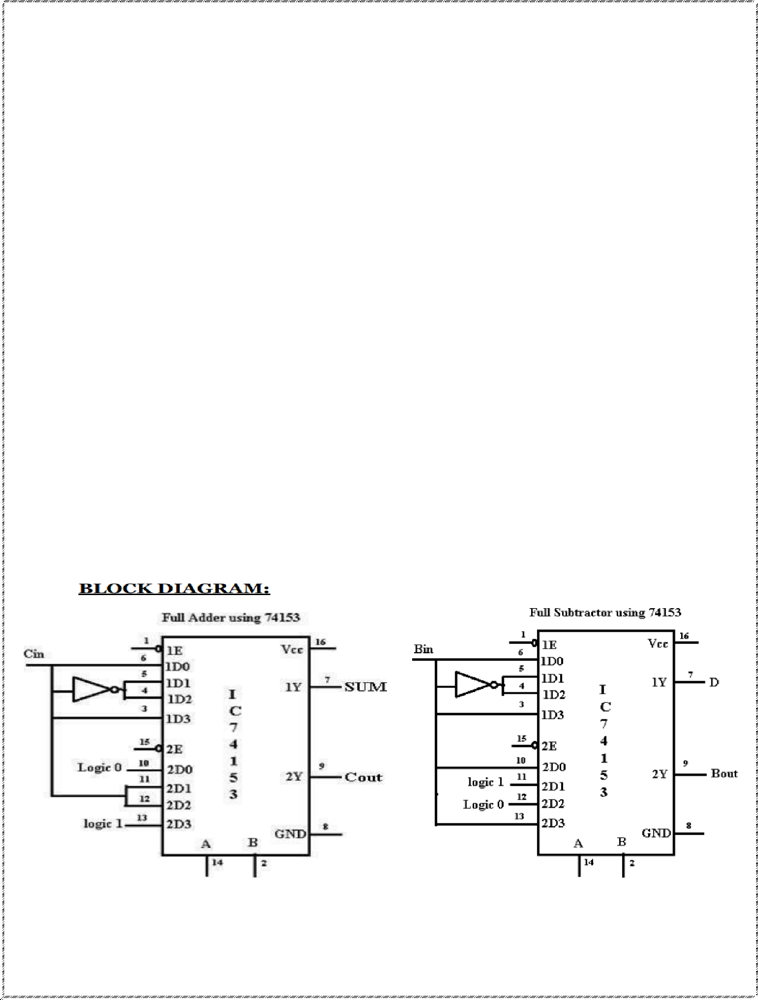 BLOCK DIAGRAM:
Full Adder using 74153
1
1E
Vcc
16
Cin
6
1D0
5
1D1
1Y
7
SUM
4
1D2
3
1D3
I
C
7
4
1
5
3
15
2E
Logic 0
10
2D0
11
2D1
2Y
9
Cout
12
2D2
logic 1
13
2D3
GND
8
A
B
14
2
Full Subtractor using 74153
1
1E
Vcc
16
Bin
6
1D0
5
1D1
1Y
7
D
4
1D2
3
1D3
I
C
7
4
1
5
3
15
2E
10
2D0
logic 1
11
2D1
2Y
9
Bout
Logic 0
12
2D2
13
2D3
GND
8
A
B
14
2